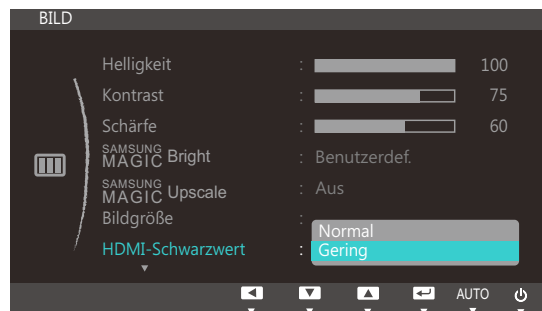 BILD
Helligkeit : 100
Kontrast : 75
Schärfe : 60
SAMSUNG MAGIC Bright : Benutzerdef.
SAMSUNG MAGIC Upscale : Aus
Bildgröße :
Normal
HDMI-Schwarzwert : Gering
AUTO